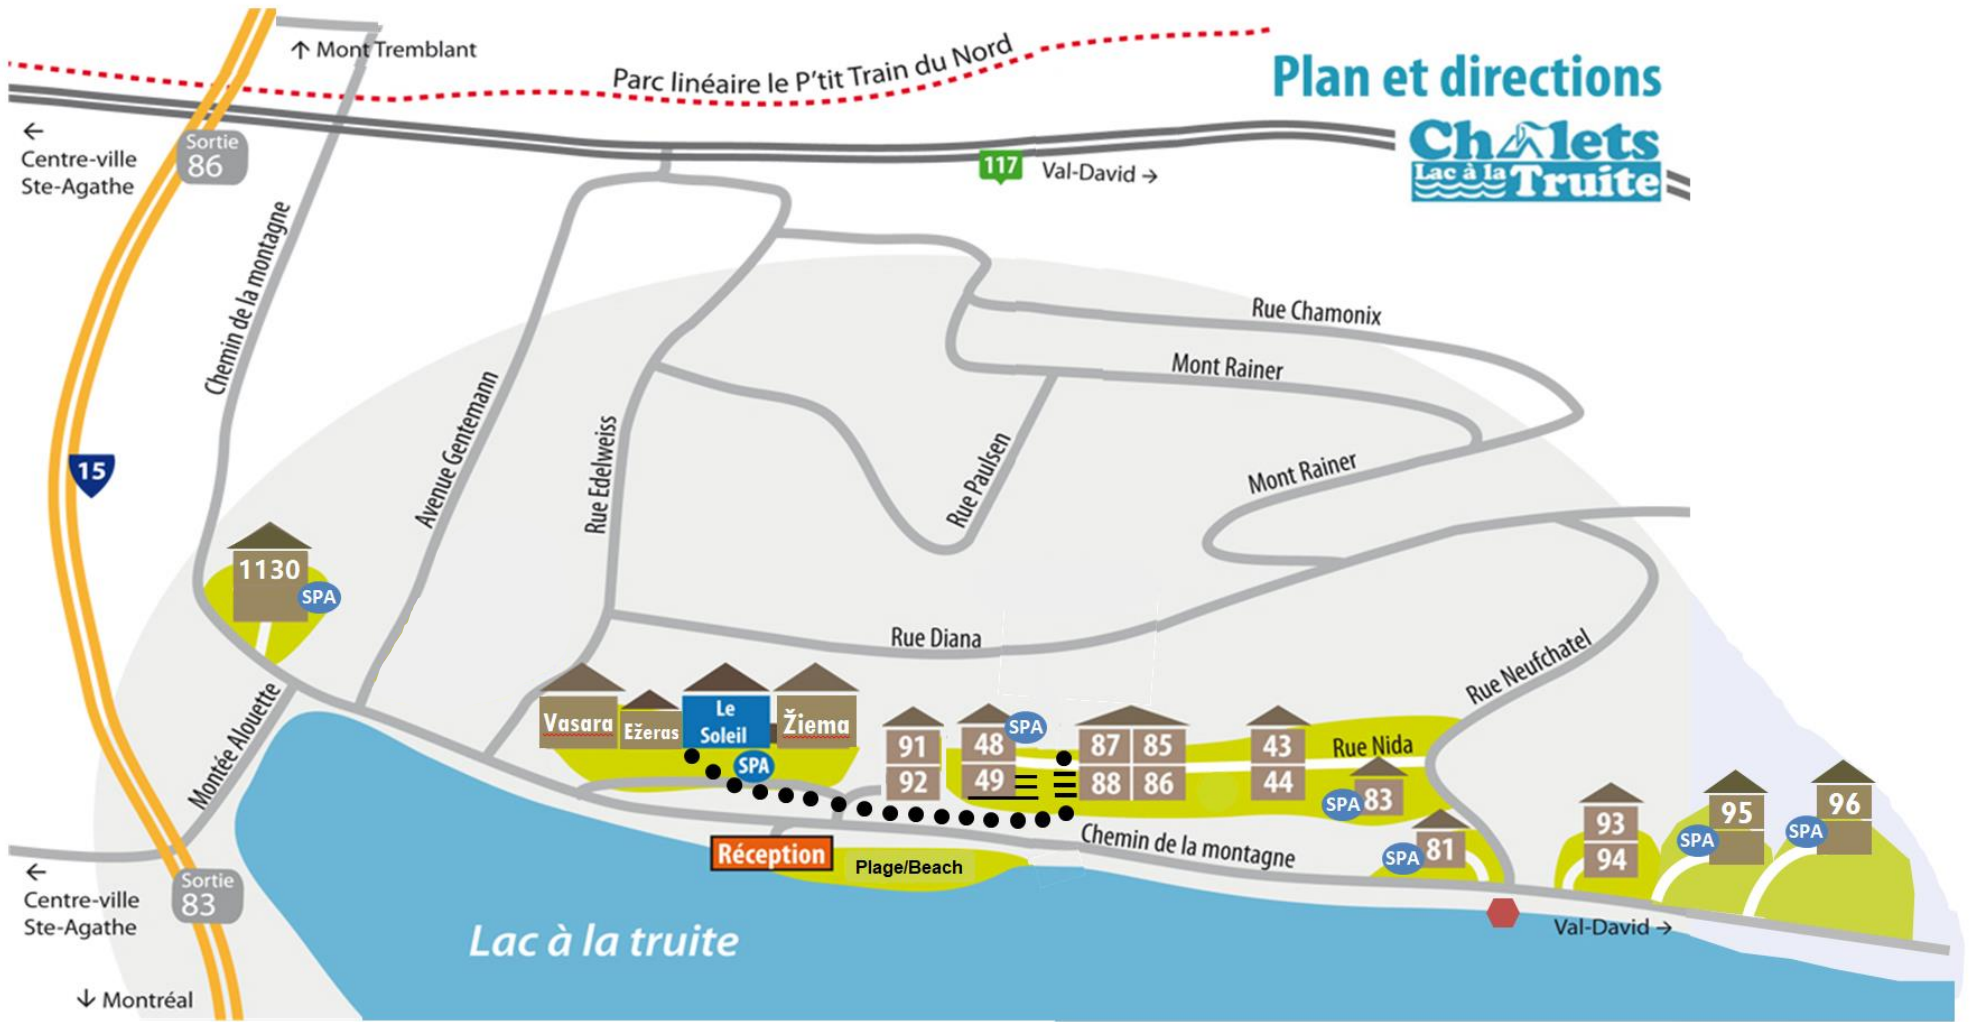 ↑ Mont Tremblant
Parc linéaire le P'tit Train du Nord
Plan et directions
Chalets
Lac à la
Truite
←
Centre-ville
Ste-Agathe
Sortie
86
117
Val-David →
Chemin de la montagne
Rue Chamonix
Mont Rainer
Avenue Gentemann
Rue Edelweiss
Rue Paulsen
Mont Rainer
15
1130
SPA
Rue Diana
Rue Neufchatel
Montée Alouette
Vasara
Ežeras
Le
Soleil
Žiema
SPA
91
92
48
49
SPA
87 85
88 86
43
44
Rue Nida
SPA 83
SPA 81
93
94
95
SPA
96
SPA
Chemin de la montagne
Réception
Plage/Beach
←
Centre-ville
Ste-Agathe
Sortie
83
Lac à la truite
Val-David →
↓ Montréal